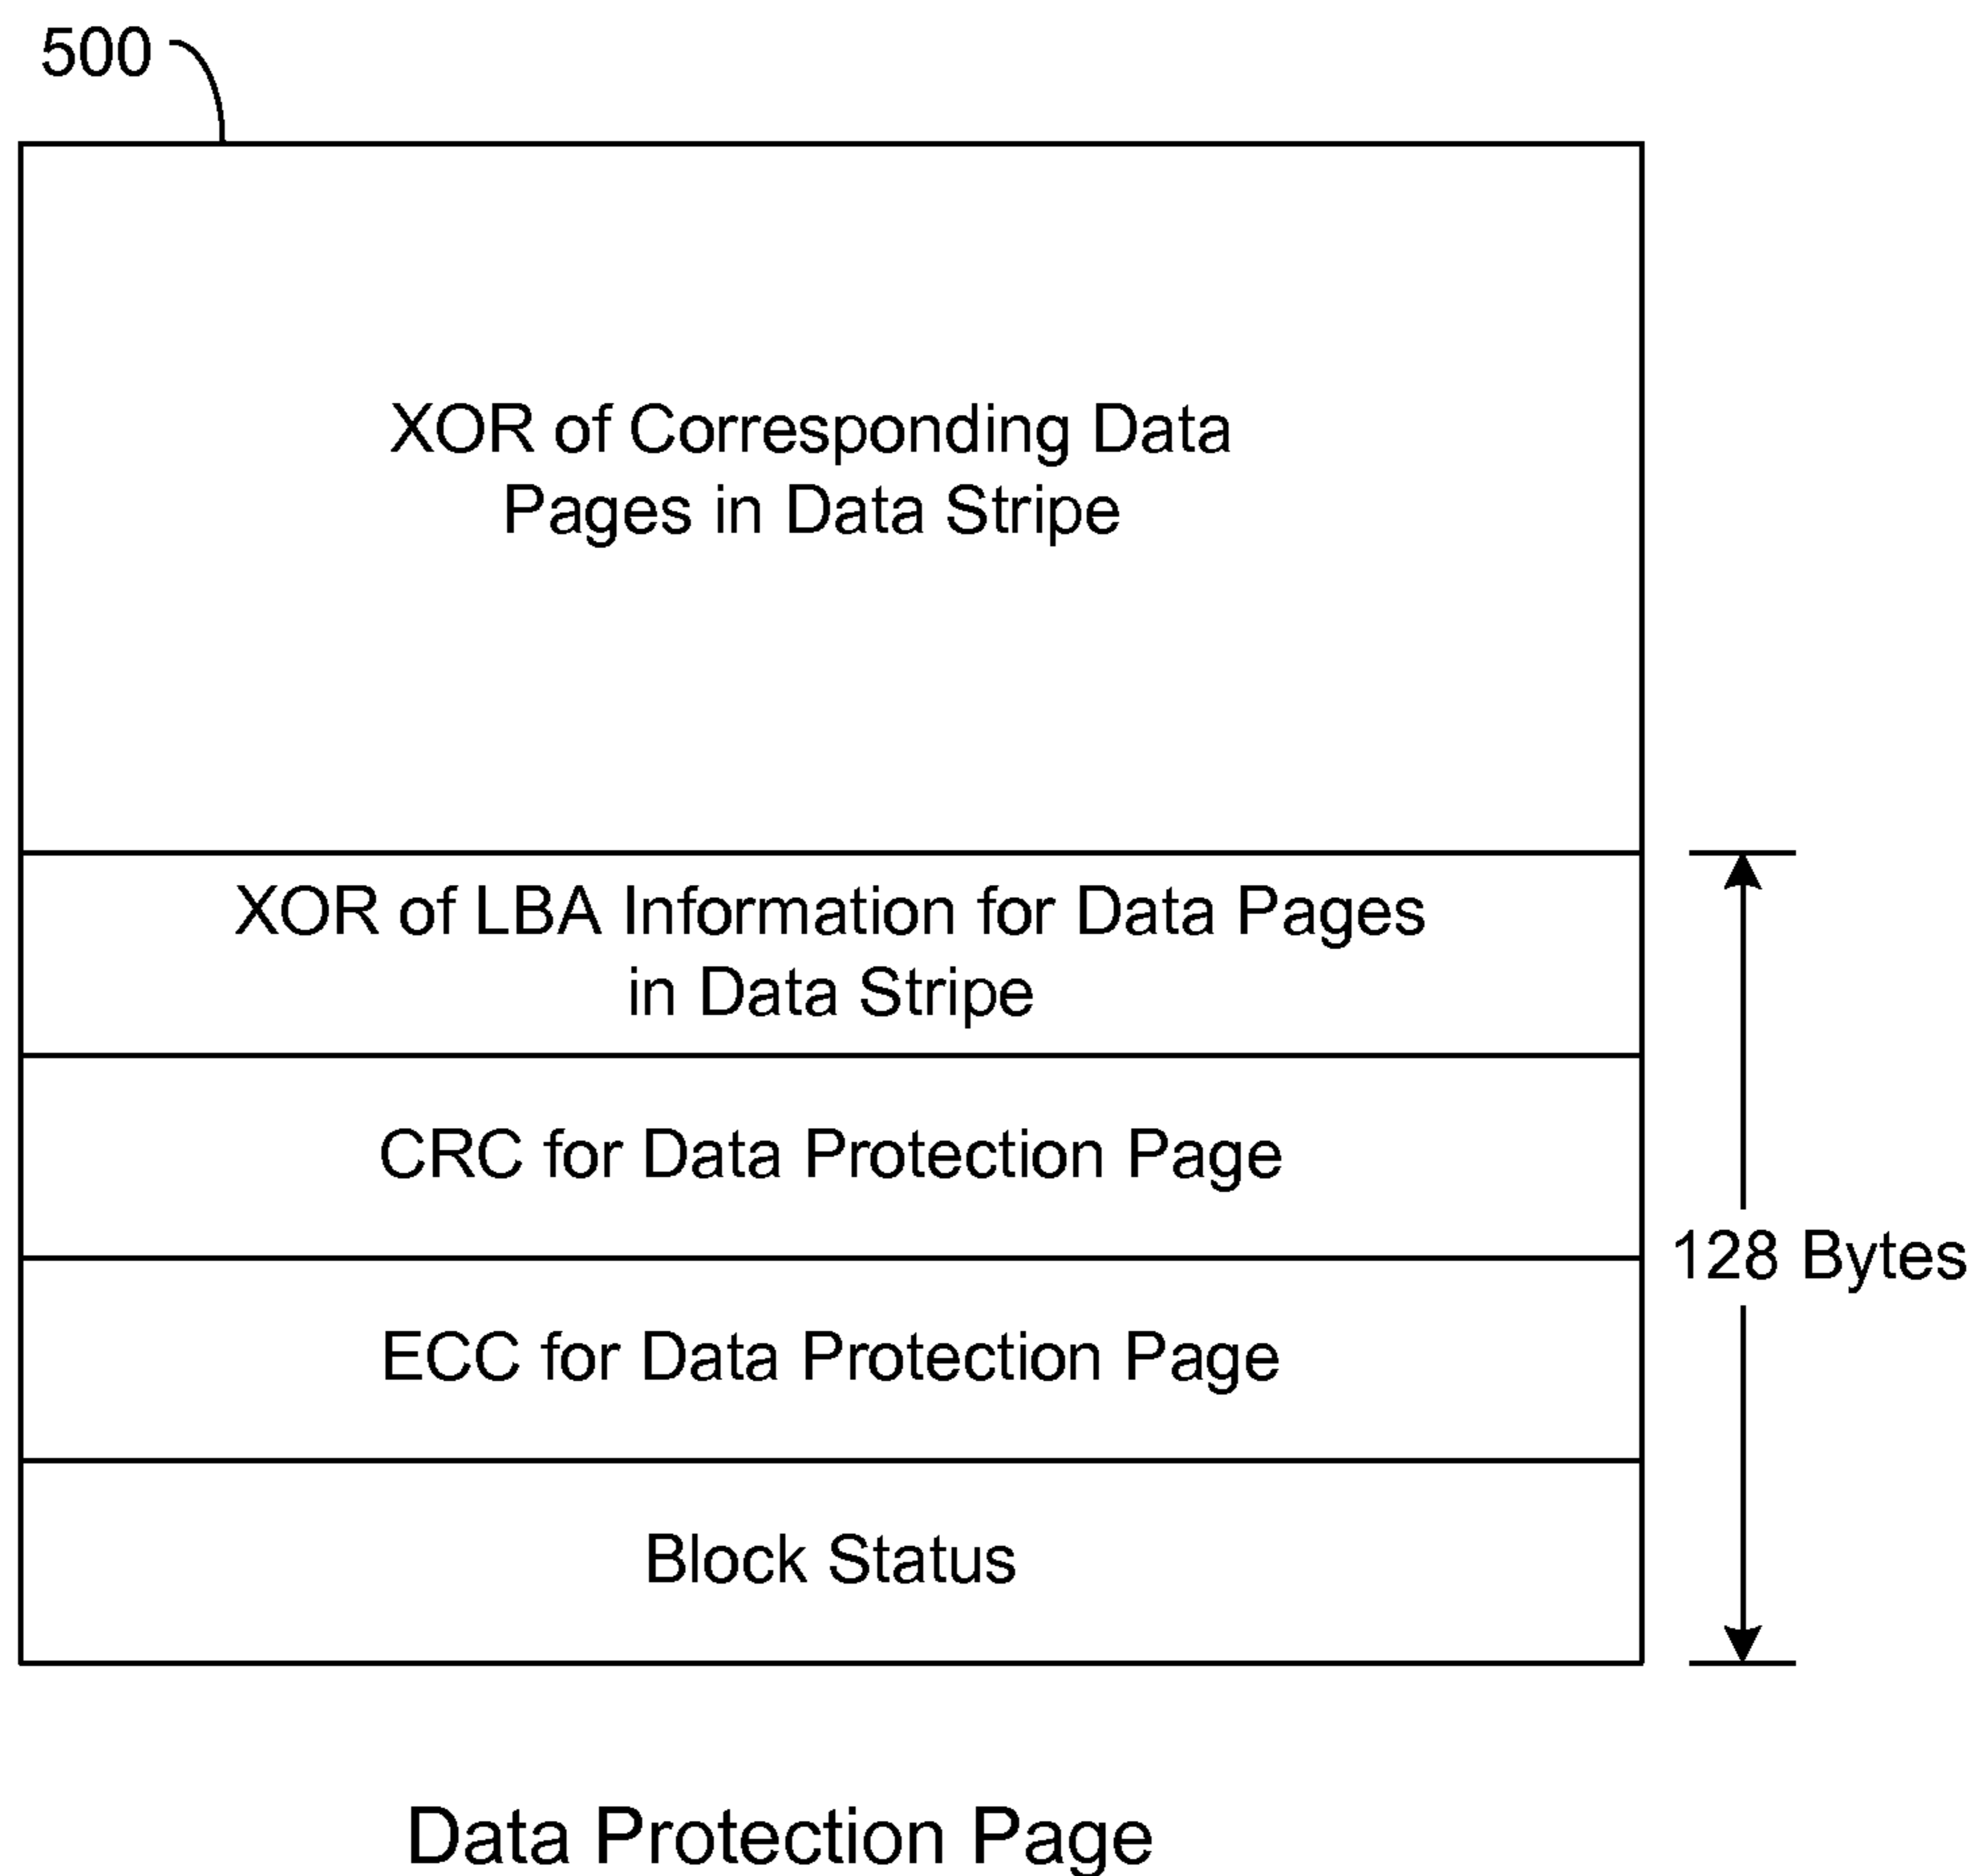 500
XOR of Corresponding Data
Pages in Data Stripe
XOR of LBA Information for Data Pages
in Data Stripe
CRC for Data Protection Page
128 Bytes
ECC for Data Protection Page
Block Status
Data Protection Page